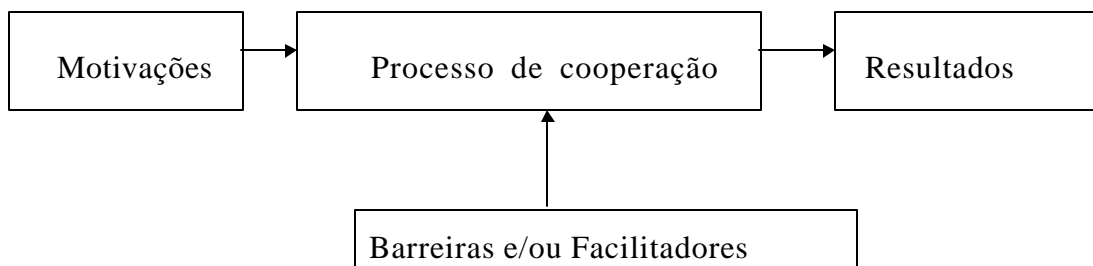 Motivações
Processo de cooperação
Resultados
Barreiras e/ou Facilitadores